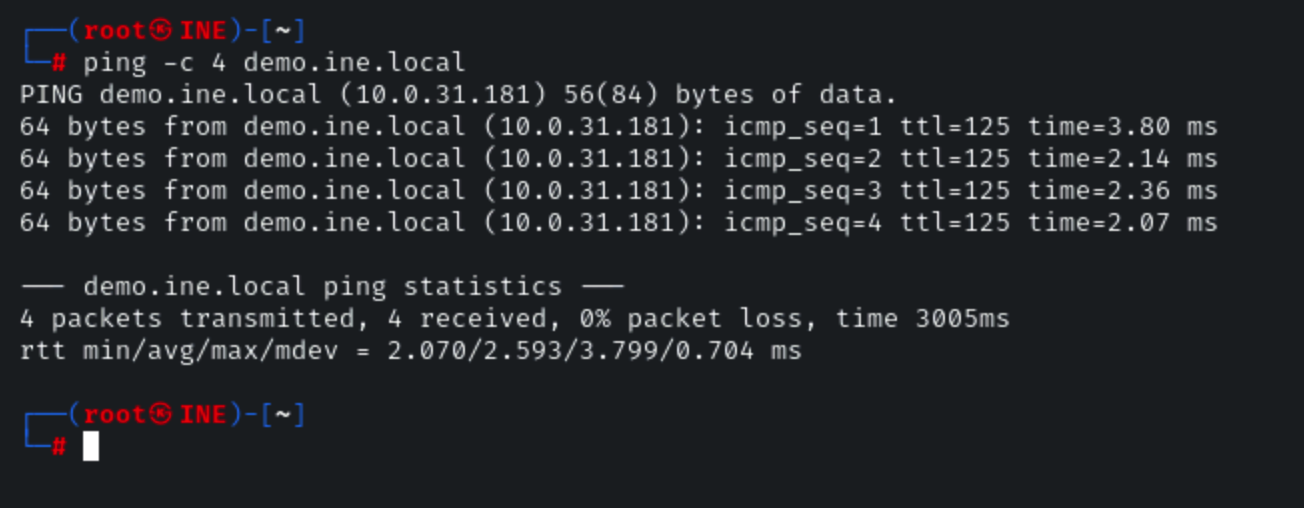 ┌──(root㉿INE)-[~]
└─# ping -c 4 demo.ine.local
PING demo.ine.local (10.0.31.181) 56(84) bytes of data.
64 bytes from demo.ine.local (10.0.31.181): icmp_seq=1 ttl=125 time=3.80 ms
64 bytes from demo.ine.local (10.0.31.181): icmp_seq=2 ttl=125 time=2.14 ms
64 bytes from demo.ine.local (10.0.31.181): icmp_seq=3 ttl=125 time=2.36 ms
64 bytes from demo.ine.local (10.0.31.181): icmp_seq=4 ttl=125 time=2.07 ms
--- demo.ine.local ping statistics ---
4 packets transmitted, 4 received, 0% packet loss, time 3005ms
rtt min/avg/max/mdev = 2.070/2.593/3.799/0.704 ms
┌──(root㉿INE)-[~]
└─#